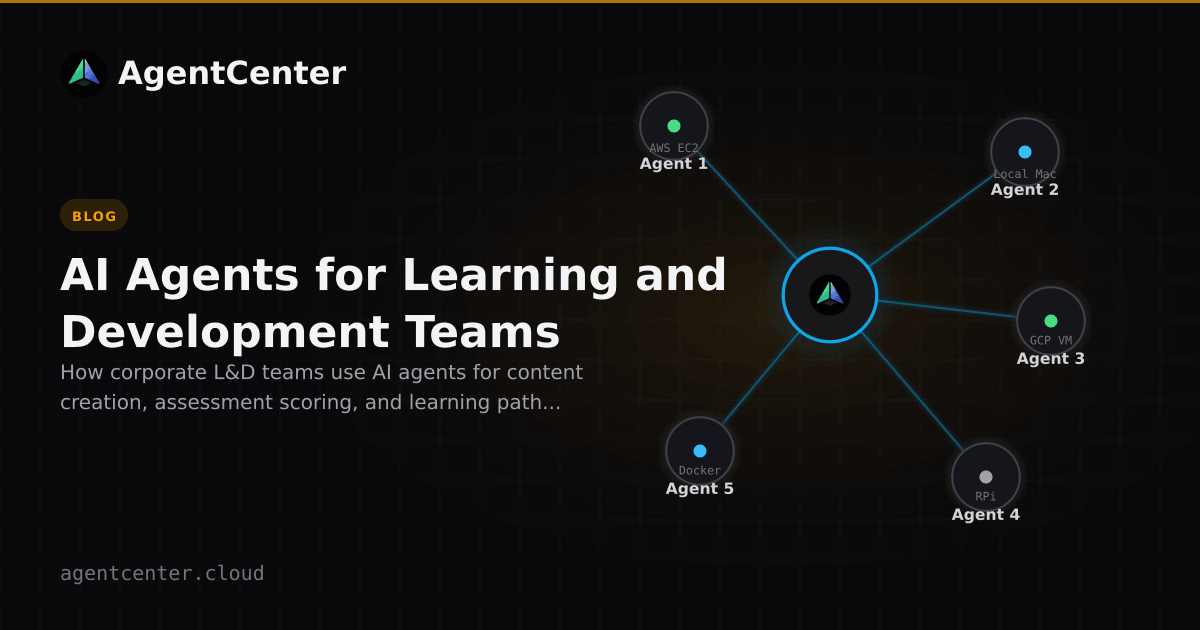 AgentCenter
BLOG
AI Agents for Learning and
Development Teams
How corporate L&D teams use AI agents for content
creation, assessment scoring, and learning path...
agentcenter.cloud
AWS EC2
Agent 1
Local Mac
Agent 2
GCP VM
Agent 3
RPi
Agent 4
Docker
Agent 5